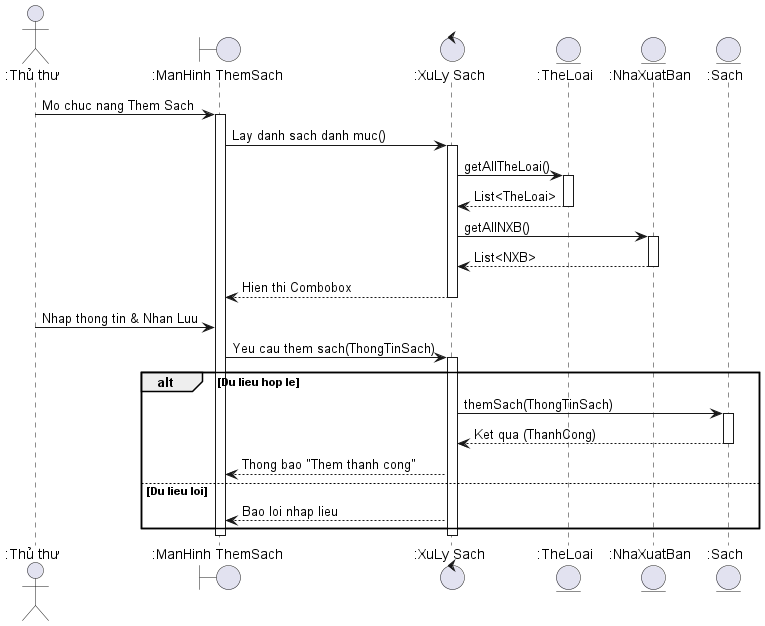 :Thủ thư
:ManHinh ThemSach
:XuLy Sach
:TheLoai
:NhaXuatBan
:Sach
Mo chuc nang Them Sach
Lay danh sach danh muc()
getAllTheLoai()
List<TheLoai>
getAllNXB()
List<NXB>
Hien thi Combobox
Nhap thong tin & Nhan Luu
Yeu cau them sach(ThongTinSach)
alt
[Du lieu hop le]
themSach(ThongTinSach)
Ket qua (ThanhCong)
Thong bao "Them thanh cong"
[Du lieu loi]
Bao loi nhap lieu
:Thủ thư
:ManHinh ThemSach
:XuLy Sach
:TheLoai
:NhaXuatBan
:Sach